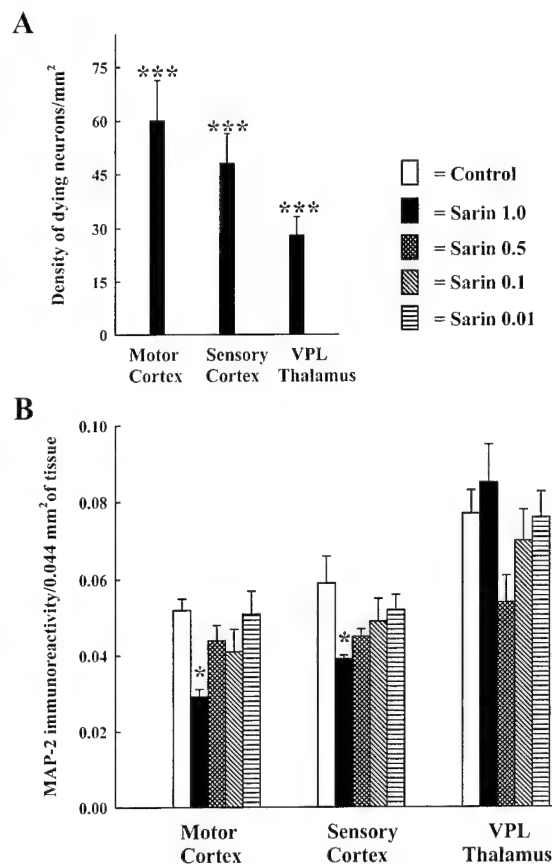 A
Density of dying neurons/mm²
75
60
45
30
15
***
***
***
Motor
Cortex
Sensory
Cortex
VPL
Thalamus
= Control
= Sarin 1.0
= Sarin 0.5
= Sarin 0.1
= Sarin 0.01
B
MAP-2 immunoreactivity/0.044 mm² of tissue
0.10
0.08
0.06
0.04
0.02
0.00
*
*
Motor
Cortex
Sensory
Cortex
VPL
Thalamus